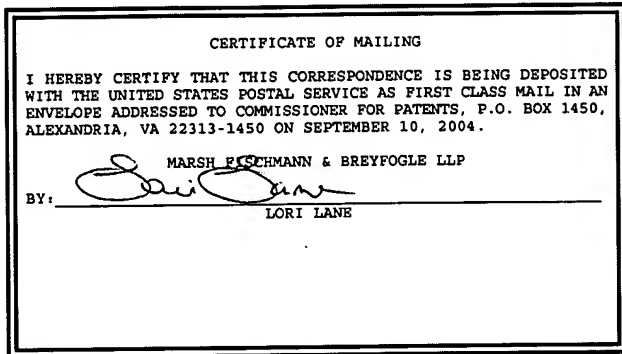 CERTIFICATE OF MAILING
I HEREBY CERTIFY THAT THIS CORRESPONDENCE IS BEING DEPOSITED
WITH THE UNITED STATES POSTAL SERVICE AS FIRST CLASS MAIL IN AN
ENVELOPE ADDRESSED TO COMMISSIONER FOR PATENTS, P.O. BOX 1450,
ALEXANDRIA, VA 22313-1450 ON SEPTEMBER 10, 2004.
MARSH FISCHMANN & BREYFOGLE LLP
BY: Lori Lane
LORI LANE